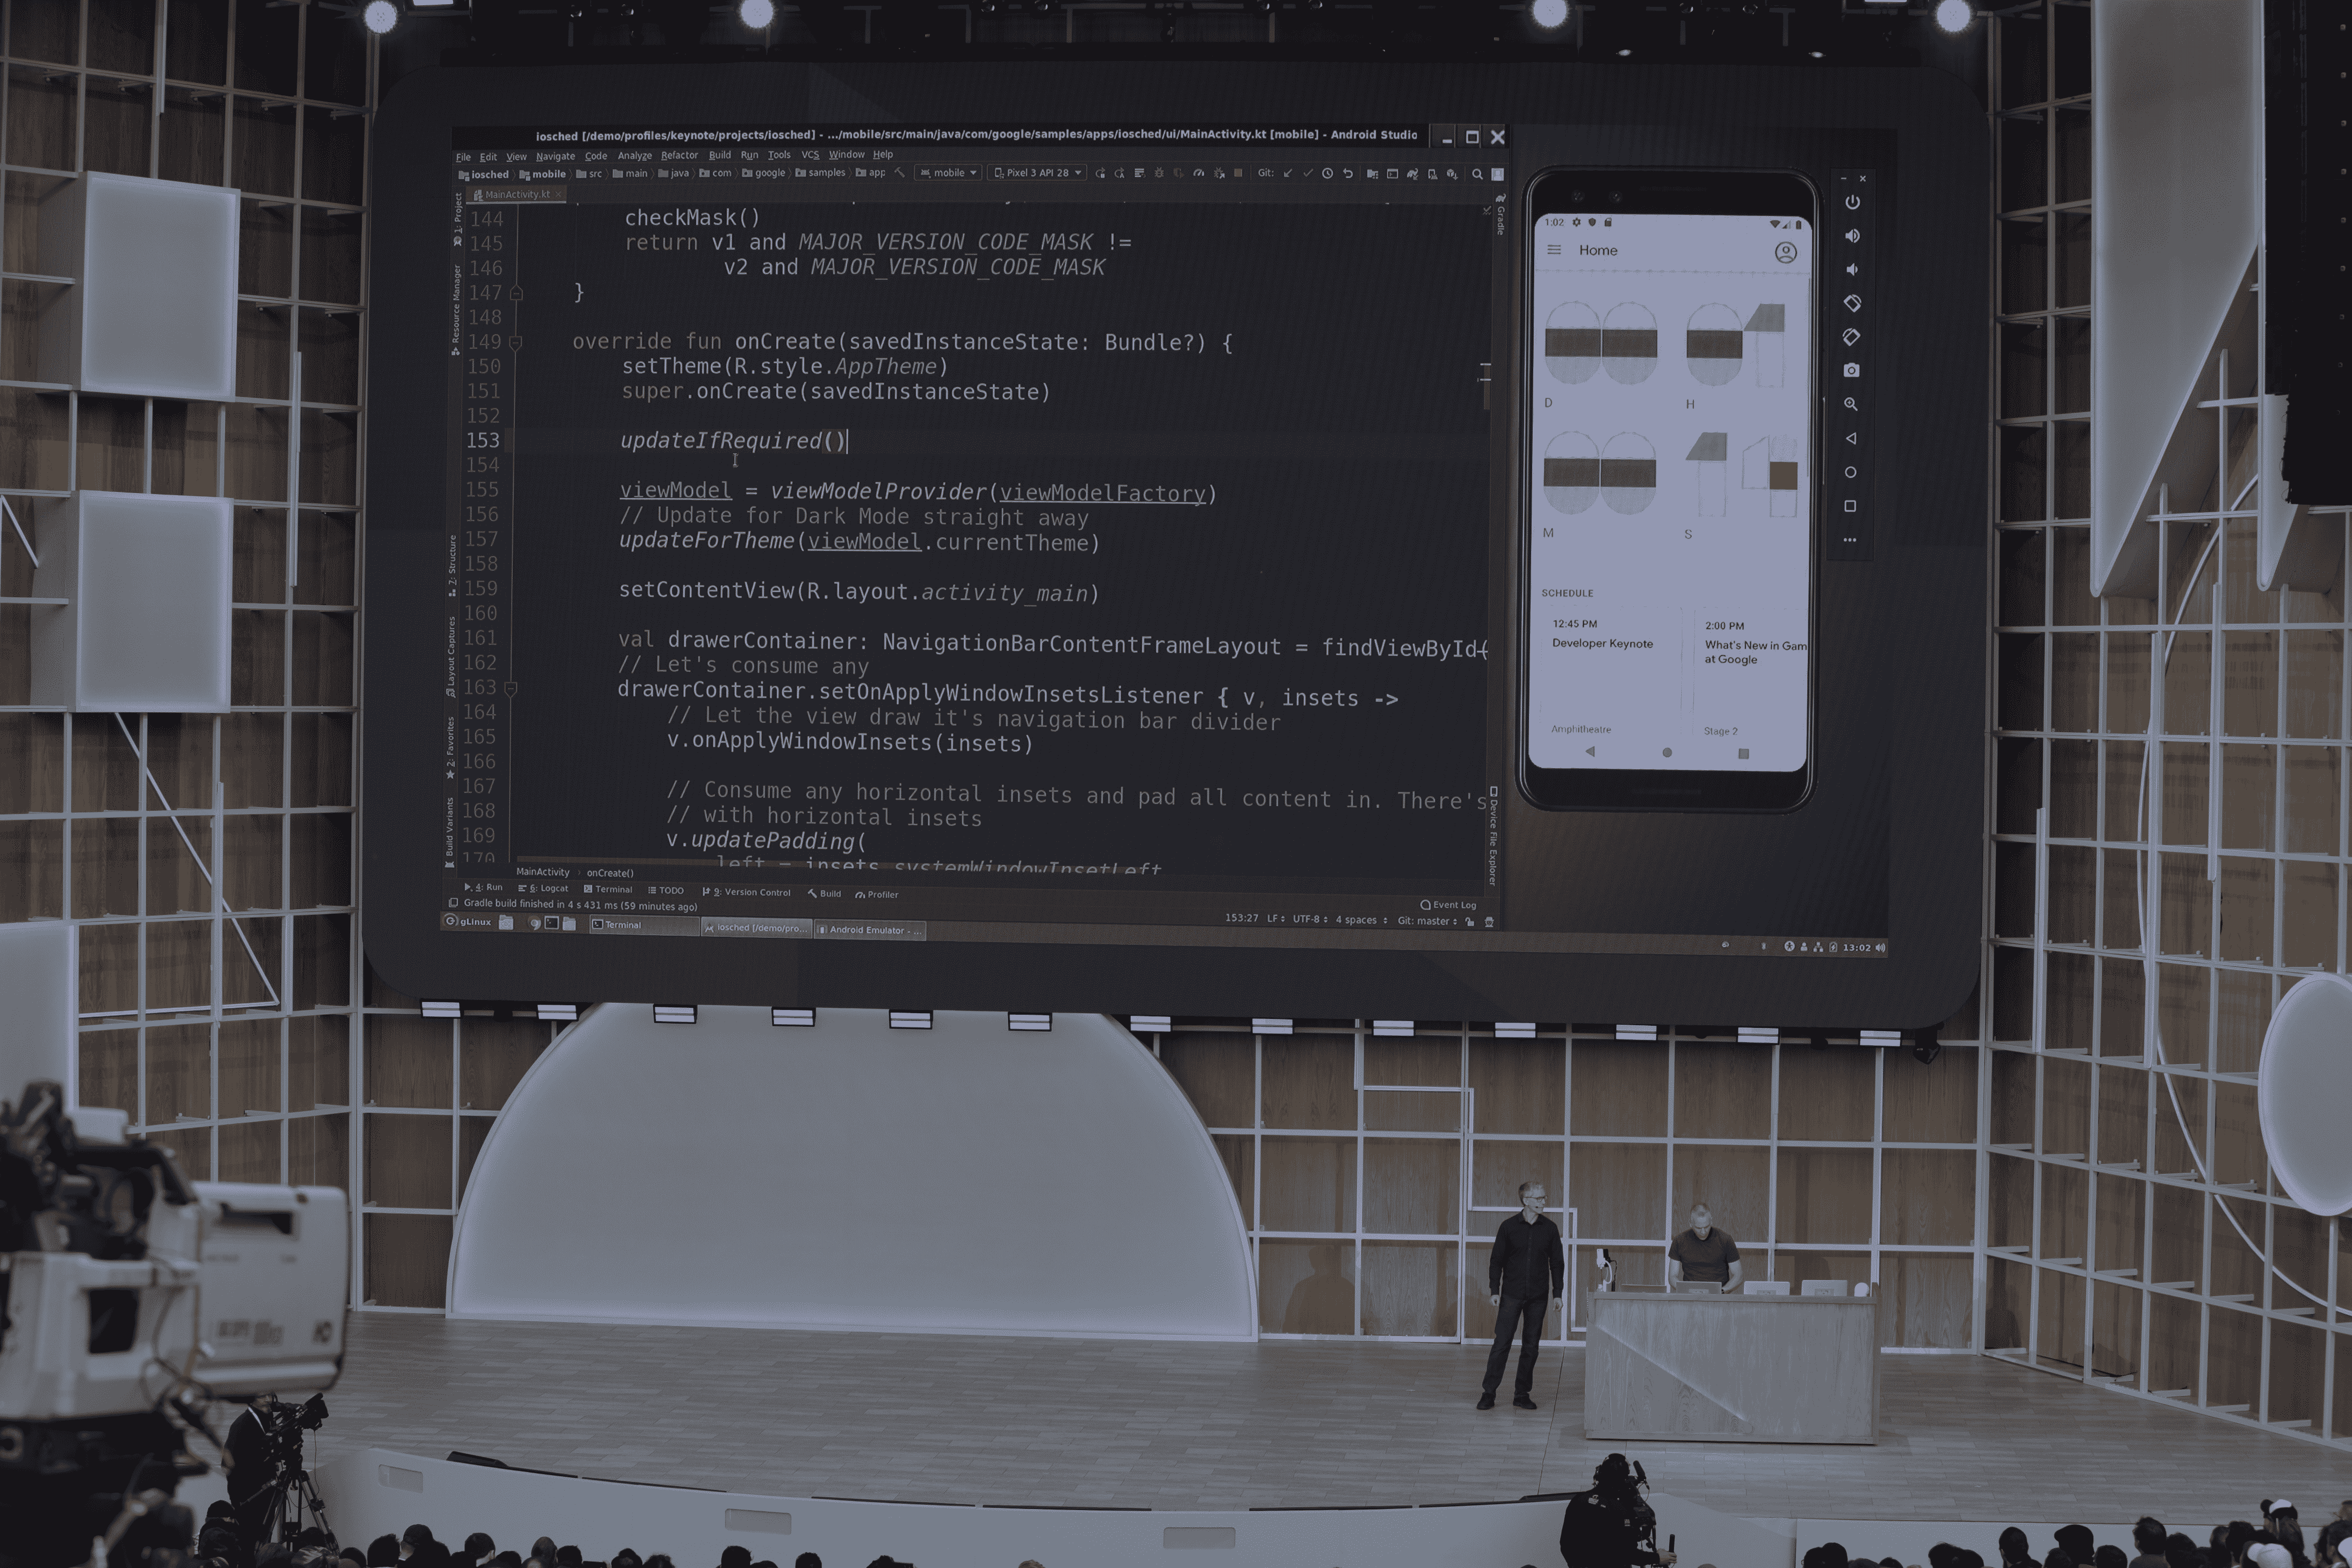 iosched [/demo/profiles/keynote/projects/iosched] - .../mobile/src/main/java/com/google/samples/apps/iosched/ui/MainActivity.kt [mobile] - Android Studio
File Edit View Navigate Code Analyze Refactor Build Run Tools VCS Window Help
iosched mobile src main java com google samples app mobile Pixel 3 API 28 Git:
MainActivity.kt
1: Project
Resource Manager
7: Structure
Layout Captures
2: Favorites
Build Variants
144 checkMask()
145 return v1 and MAJOR_VERSION_CODE_MASK !=
146 v2 and MAJOR_VERSION_CODE_MASK
147 }
148
149 override fun onCreate(savedInstanceState: Bundle?) {
150 setTheme(R.style.AppTheme)
151 super.onCreate(savedInstanceState)
152
153 updateIfRequired()
154
155 viewModel = viewModelProvider(viewModelFactory)
156 // Update for Dark Mode straight away
157 updateForTheme(viewModel.currentTheme)
158
159 setContentView(R.layout.activity_main)
160
161 val drawerContainer: NavigationBarContentFrameLayout = findViewById(
162 // Let's consume any
163 drawerContainer.setOnApplyWindowInsetsListener { v, insets ->
164 // Let the view draw it's navigation bar divider
165 v.onApplyWindowInsets(insets)
166
167 // Consume any horizontal insets and pad all content in. There's
168 // with horizontal insets
169 v.updatePadding(
170 left = insets.systemWindowInsetLeft
Gradle
Device File Explorer
MainActivity onCreate()
4: Run 6: Logcat Terminal TODO 9: Version Control Build Profiler
Event Log
Gradle build finished in 4 s 431 ms (59 minutes ago)
153:27 LF UTF-8 4 spaces Git: master
gLinux Terminal iosched [/demo/pro... Android Emulator - ...
13:02
1:02
Home
D H
M S
SCHEDULE
12:45 PM
Developer Keynote
Amphitheatre
2:00 PM
What's New in Gam
at Google
Stage 2